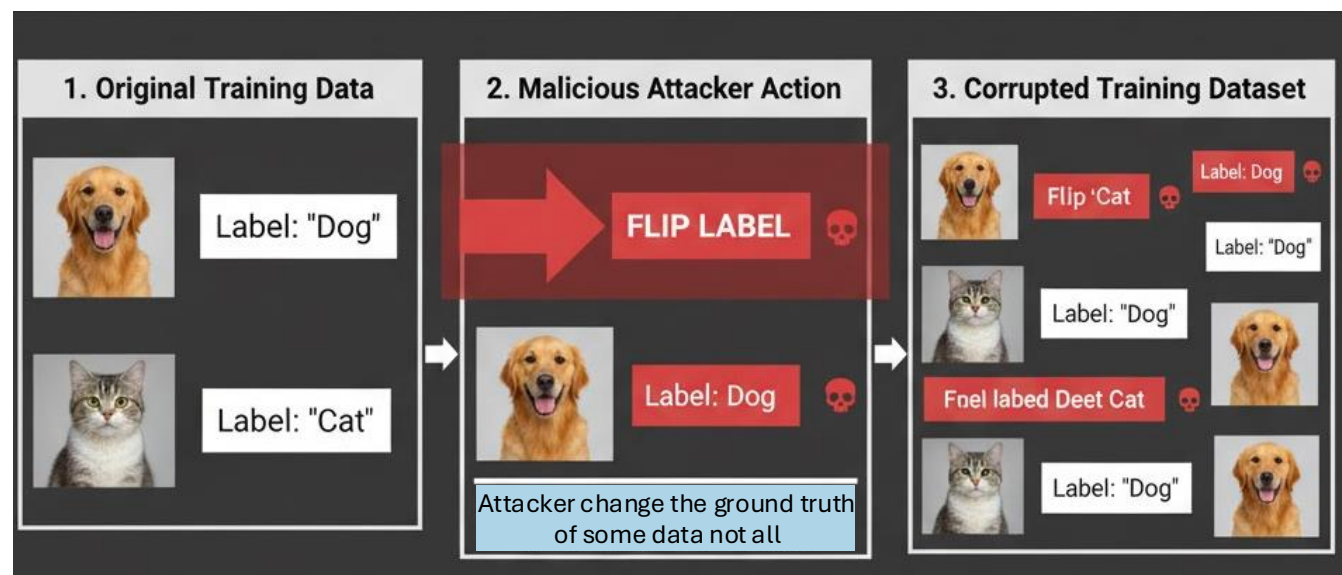 1. Original Training Data
Label: "Dog"
Label: "Cat"
2. Malicious Attacker Action
FLIP LABEL
Label: Dog
Attacker change the ground truth
of some data not all
3. Corrupted Training Dataset
Flip 'Cat
Label: Dog
Label: "Dog"
Label: "Dog"
Fnel labed Deet Cat
Label: "Dog"